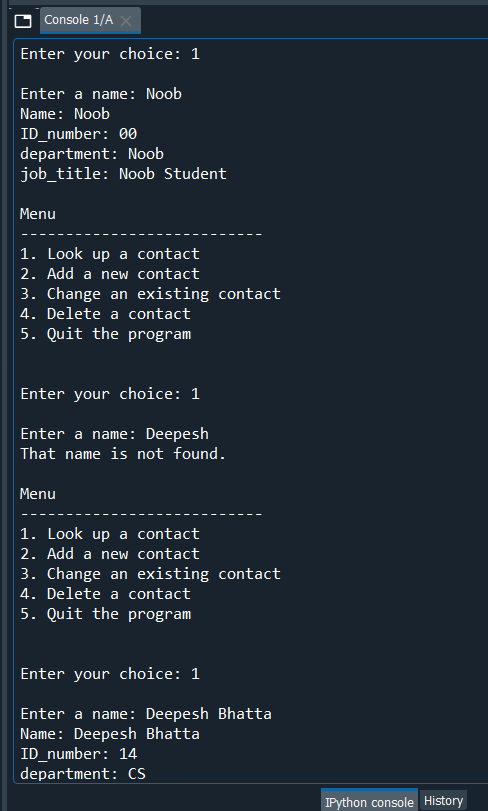 Console 1/A
Enter your choice: 1
Enter a name: Noob
Name: Noob
ID_number: 00
department: Noob
job_title: Noob Student
Menu
---------------------------
1. Look up a contact
2. Add a new contact
3. Change an existing contact
4. Delete a contact
5. Quit the program
Enter your choice: 1
Enter a name: Deepesh
That name is not found.
Menu
---------------------------
1. Look up a contact
2. Add a new contact
3. Change an existing contact
4. Delete a contact
5. Quit the program
Enter your choice: 1
Enter a name: Deepesh Bhatta
Name: Deepesh Bhatta
ID_number: 14
department: CS
IPython console History